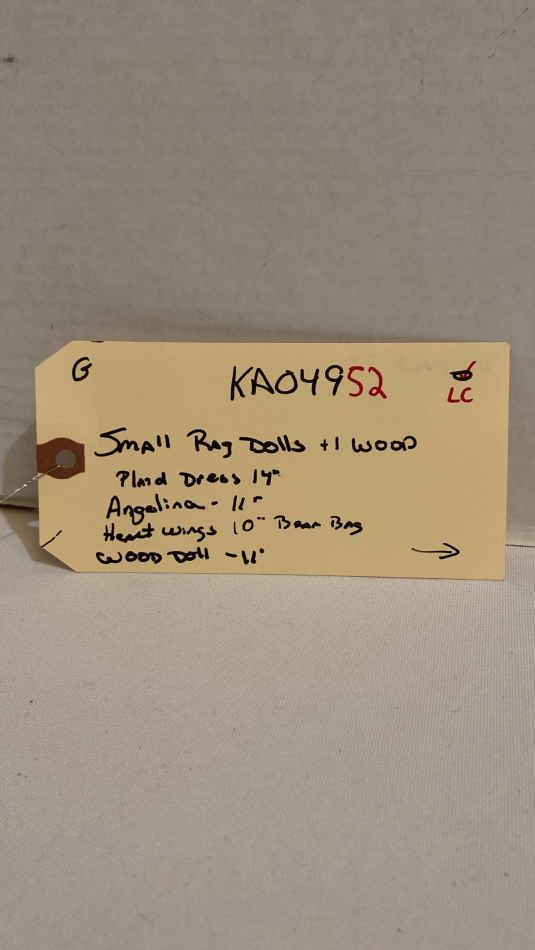 G
KA04952
LC
Small Rag Dolls +1 Wood
Plaid Dress 14"
Angelina - 11"
Heart Wings 10" Bean Bag
Wood Doll - 11"
→